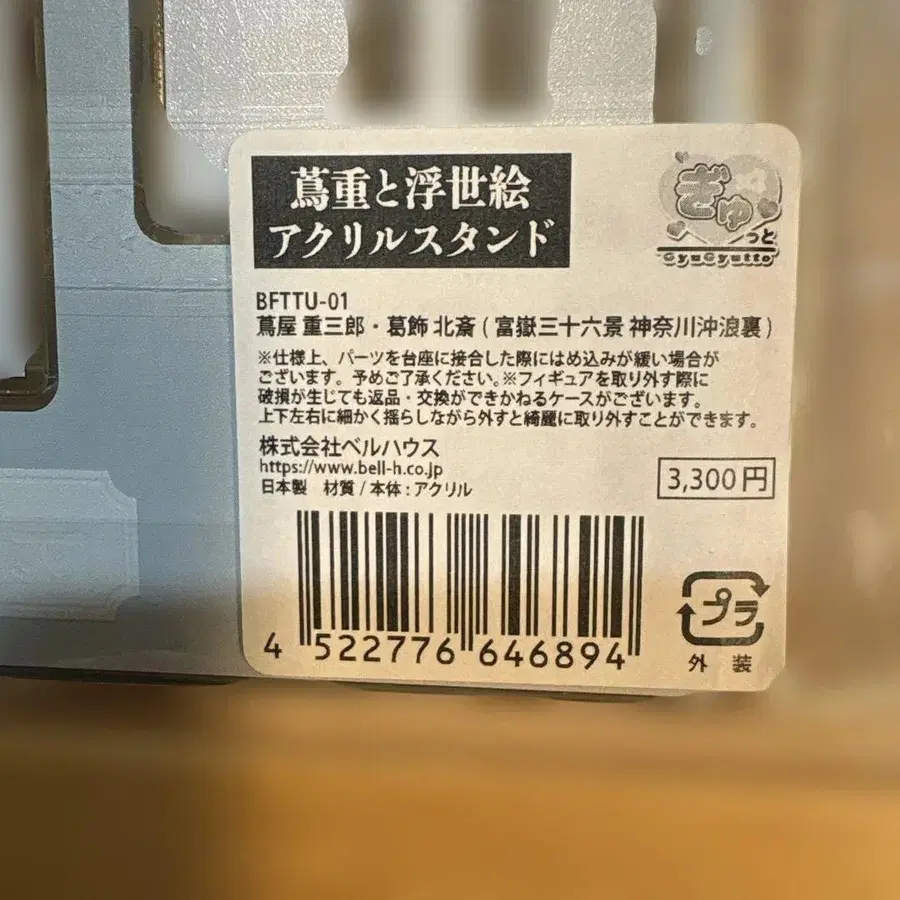 蔦重と浮世絵
アクリルスタンド
ぎゅ
っと
GyuGyutto
BFTTU-01
蔦屋 重三郎・葛飾 北斎 ( 富嶽三十六景 神奈川沖浪裏 )
※仕様上、パーツを台座に接合した際にはめ込みが緩い場合が
ございます。予めご了承ください。※フィギュアを取り外す際に
破損が生じても返品・交換ができかねるケースがございます。
上下左右に細かく揺らしながら外すと綺麗に取り外すことができます。
株式会社ベルハウス
https://www.bell-h.co.jp
日本製 材質 / 本体 : アクリル
3,300 円
4 522776 646894
プラ
外 装